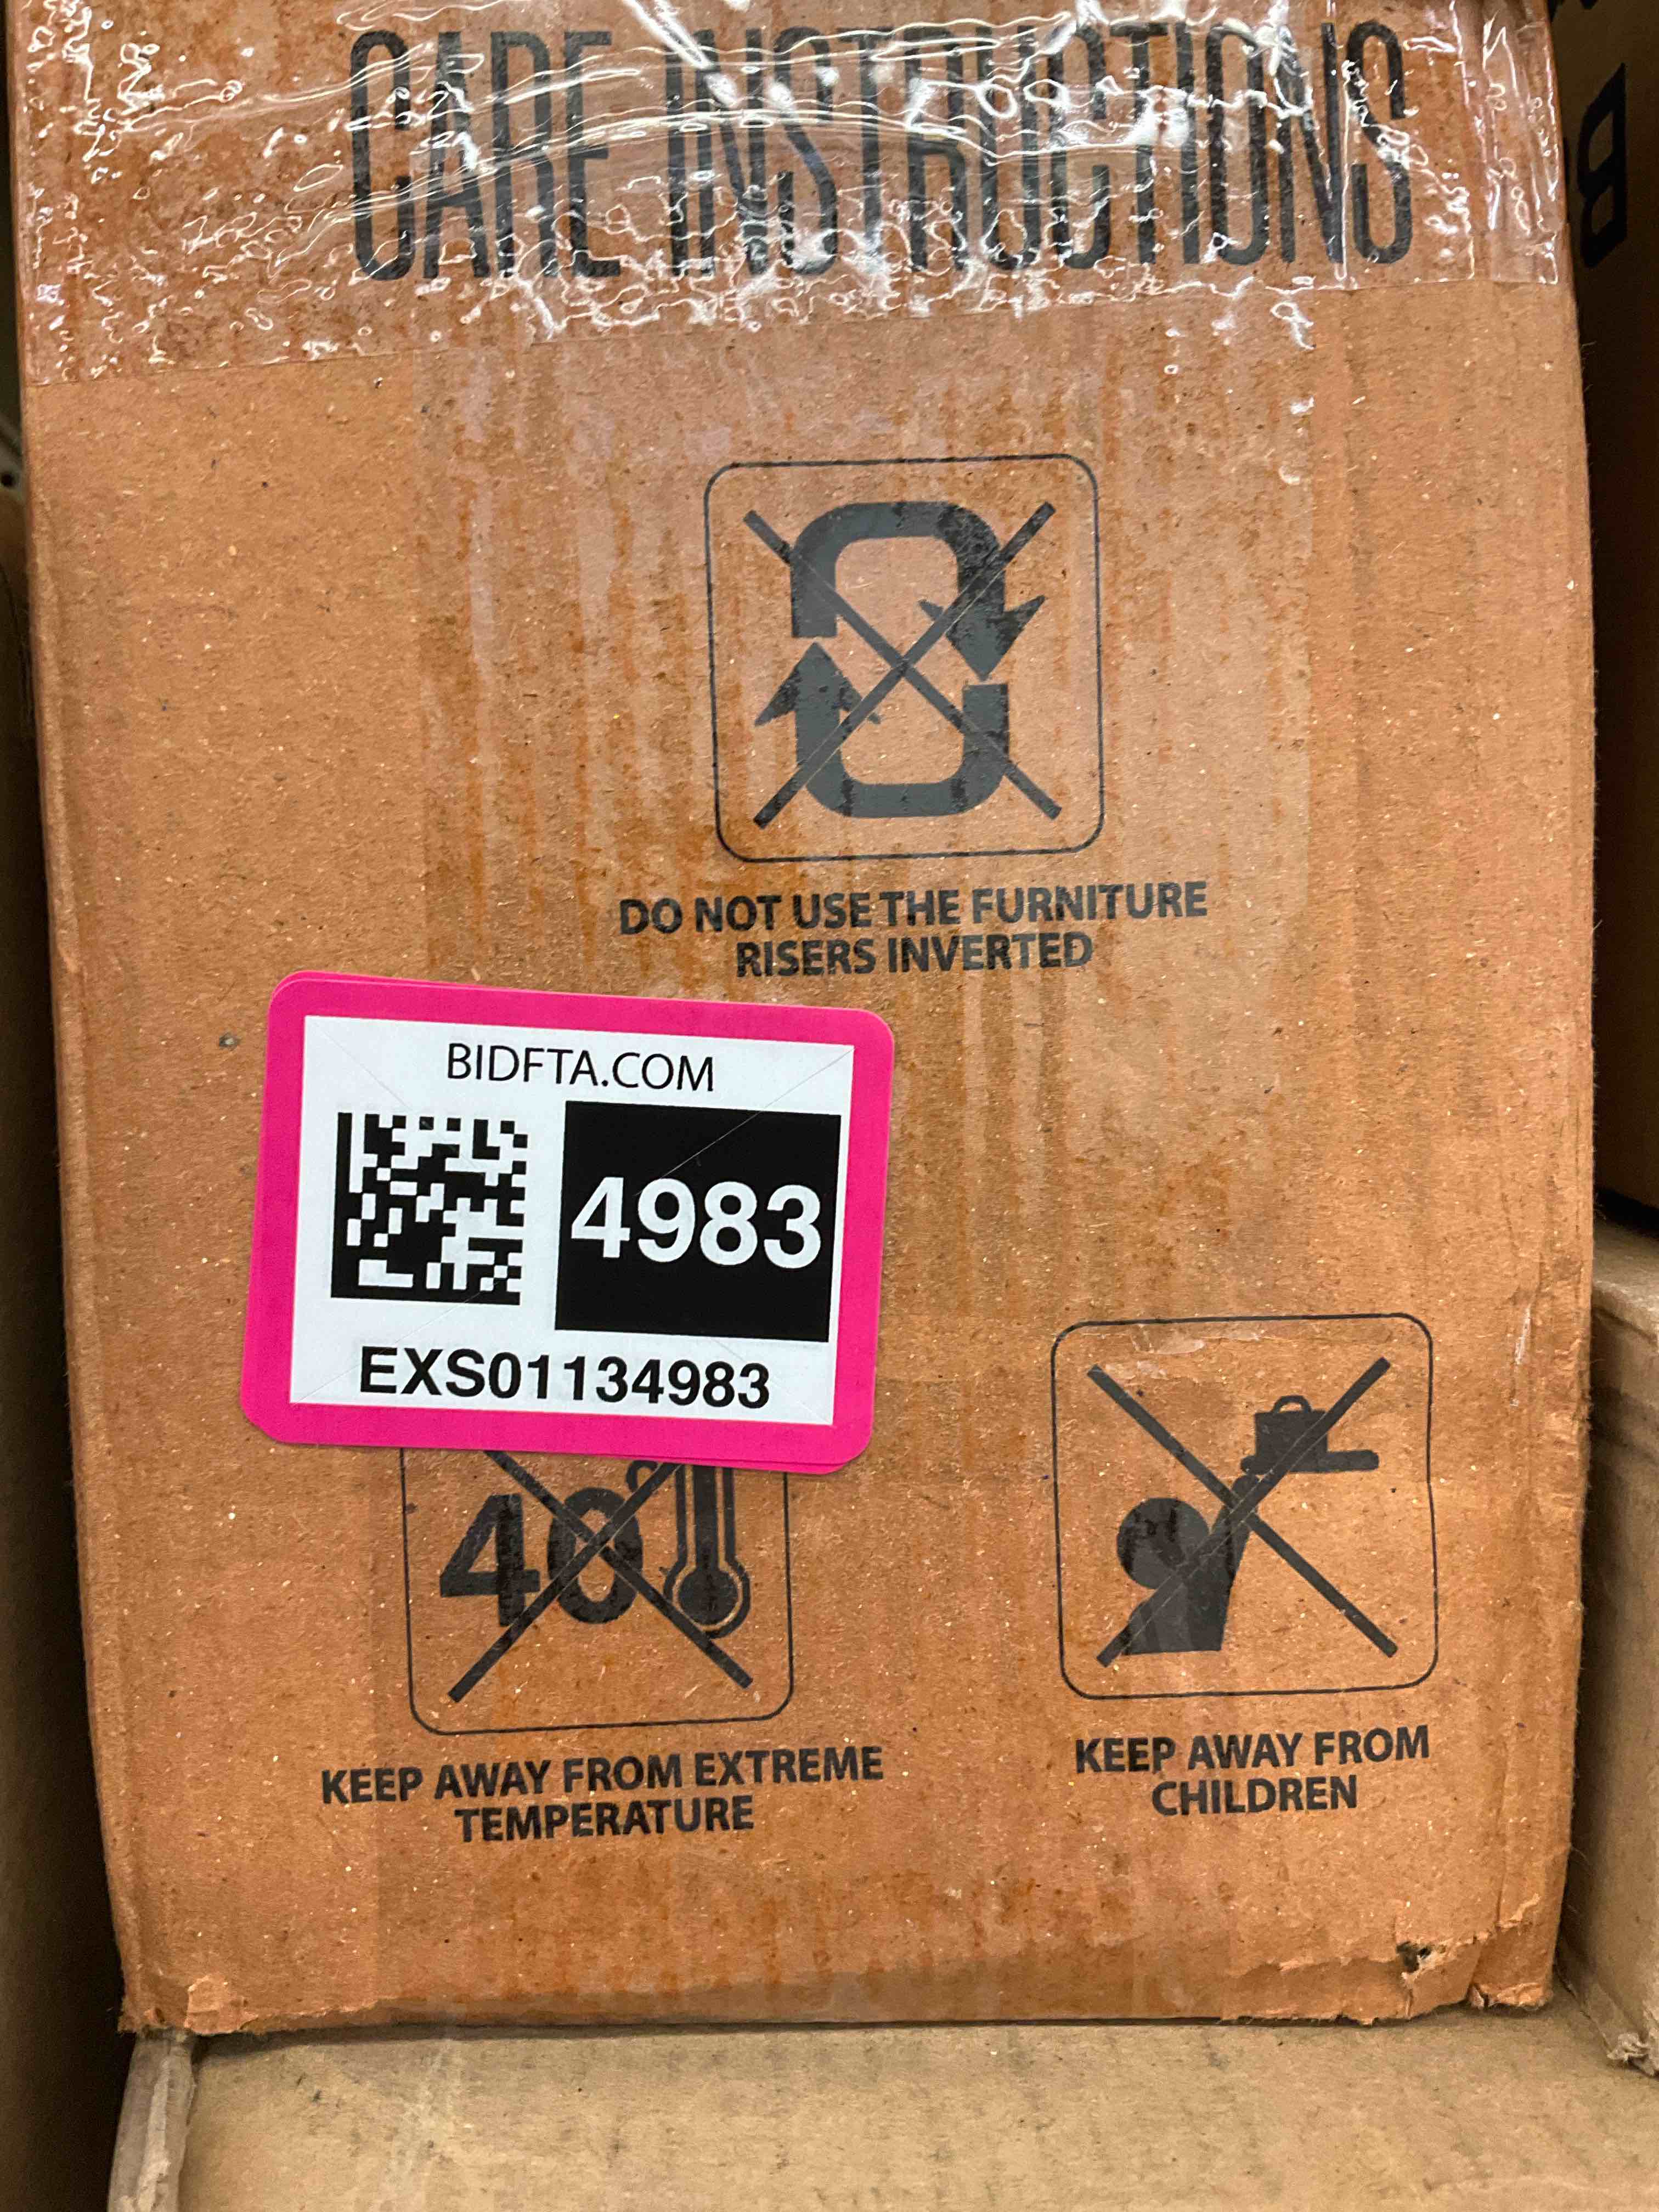 CARE INSTRUCTIONS
DO NOT USE THE FURNITURE
RISERS INVERTED
BIDFTA.COM
4983
EXS01134983
40
KEEP AWAY FROM EXTREME
TEMPERATURE
KEEP AWAY FROM
CHILDREN